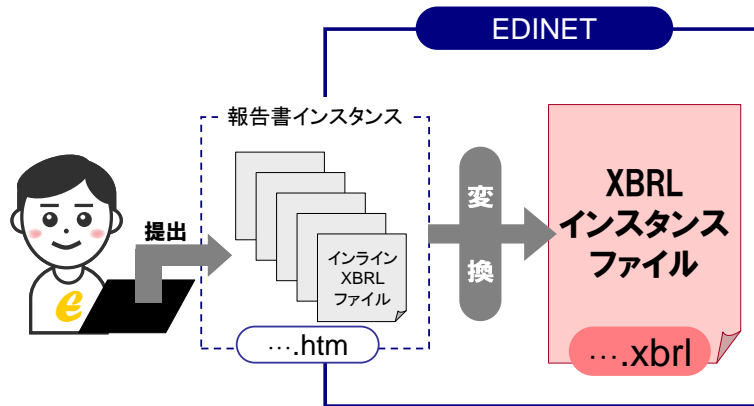 EDINET
報告書インスタンス
提出
e
インライン
XBRL
ファイル
….htm
変
換
XBRL
インスタンス
ファイル
….xbrl